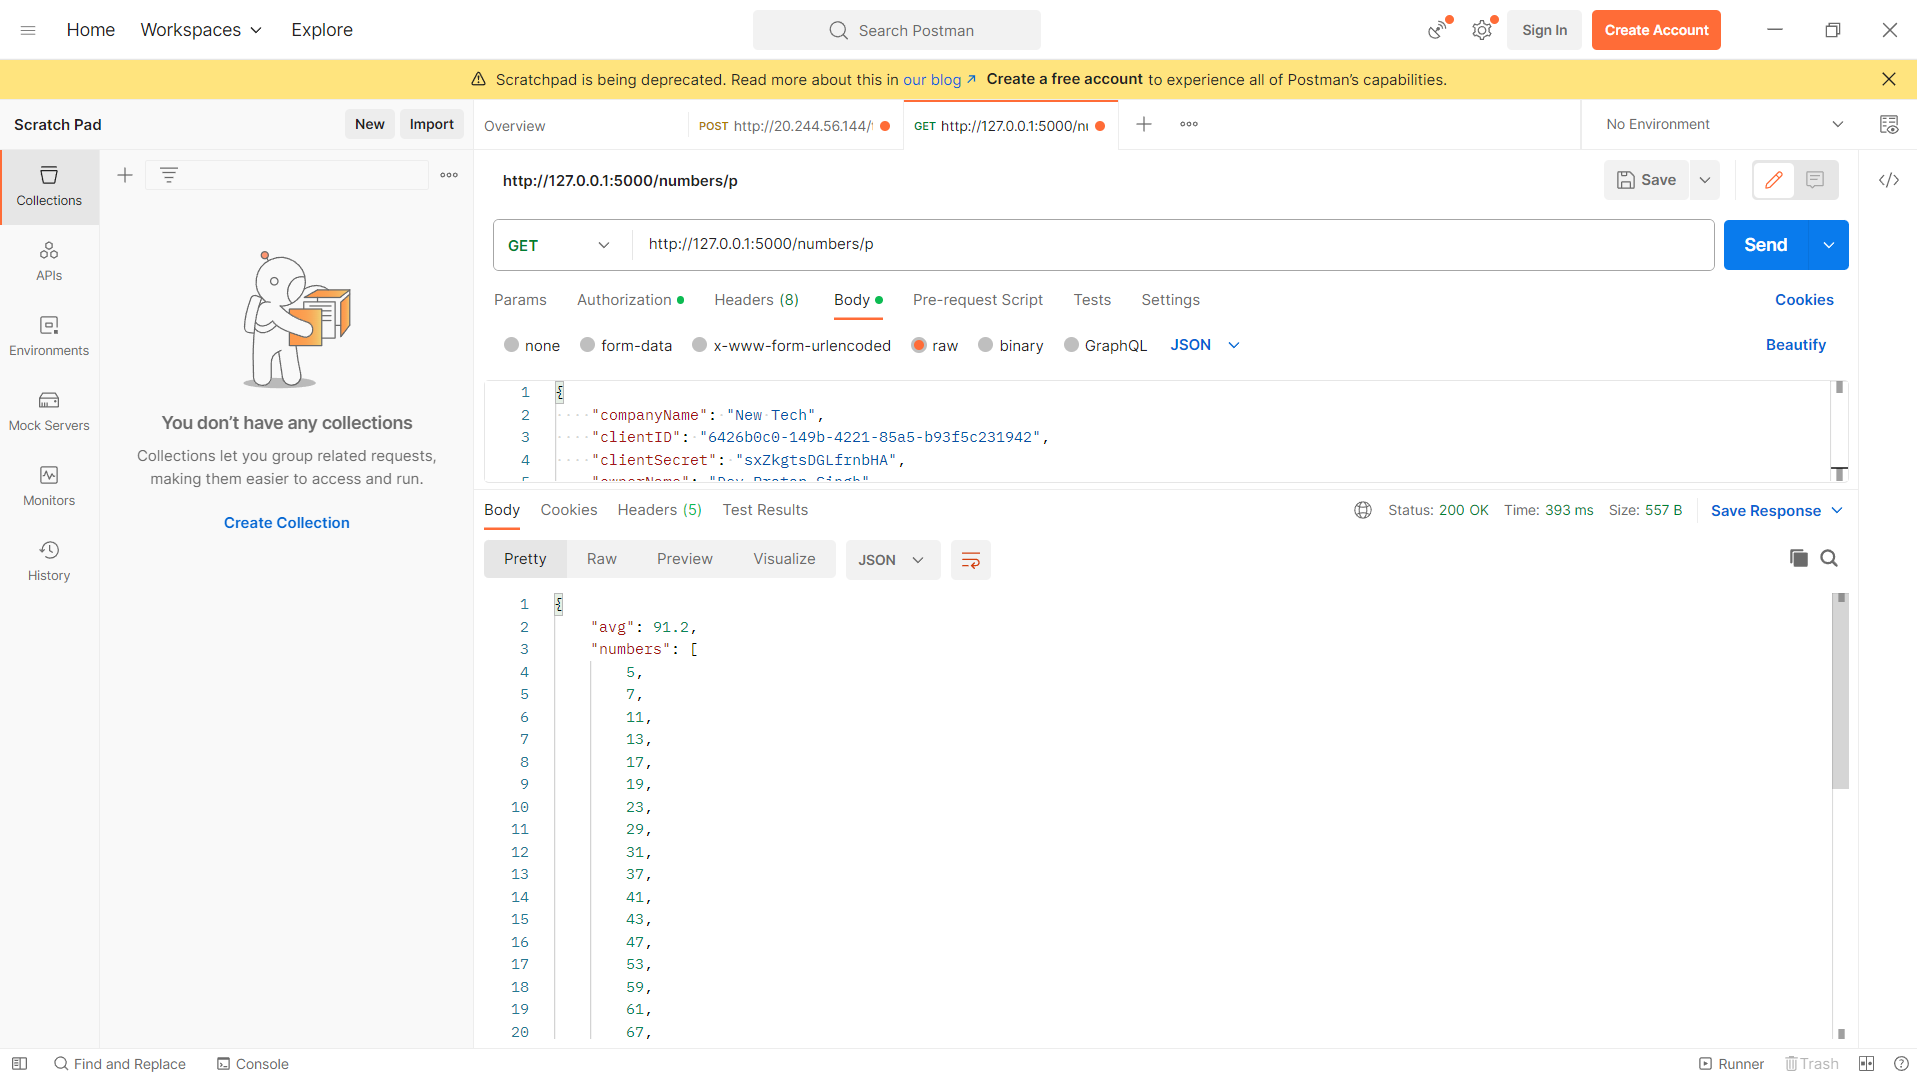 Home Workspaces Explore Search Postman Sign In Create Account
Scratchpad is being deprecated. Read more about this in our blog ↗ Create a free account to experience all of Postman's capabilities.
Scratch Pad New Import Overview POST http://20.244.56.144/ GET http://127.0.0.1:5000/nu No Environment
Collections
APIs
Environments
Mock Servers
Monitors
History
You don't have any collections
Collections let you group related requests,
making them easier to access and run.
Create Collection
http://127.0.0.1:5000/numbers/p Save
GET http://127.0.0.1:5000/numbers/p Send
Params Authorization Headers (8) Body Pre-request Script Tests Settings Cookies
none form-data x-www-form-urlencoded raw binary GraphQL JSON Beautify
1 {
2 "companyName": "New Tech",
3 "clientID": "6426b0c0-149b-4221-85a5-b93f5c231942",
4 "clientSecret": "sxZkgtsDGLfrnbHA",
Body Cookies Headers (5) Test Results Status: 200 OK Time: 393 ms Size: 557 B Save Response
Pretty Raw Preview Visualize JSON
1 {
2 "avg": 91.2,
3 "numbers": [
4 5,
5 7,
6 11,
7 13,
8 17,
9 19,
10 23,
11 29,
12 31,
13 37,
14 41,
15 43,
16 47,
17 53,
18 59,
19 61,
20 67,
Find and Replace Console Runner Trash